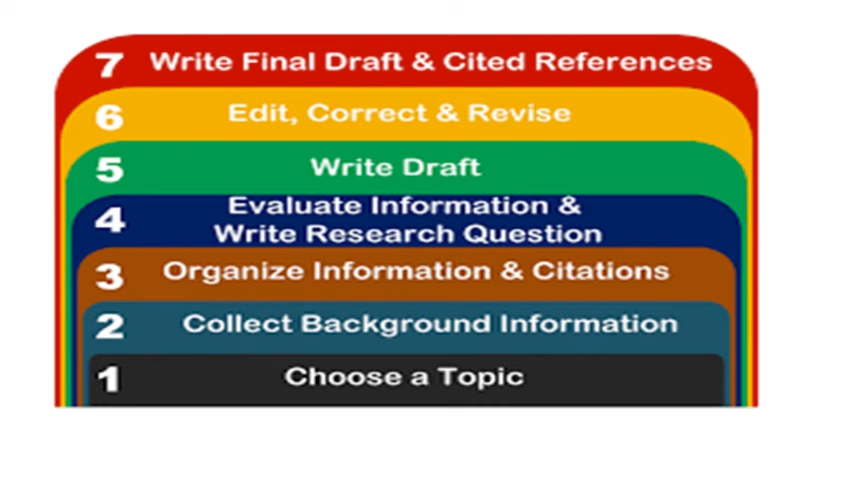 7 Write Final Draft & Cited References
6 Edit, Correct & Revise
5 Write Draft
4 Evaluate Information &
Write Research Question
3 Organize Information & Citations
2 Collect Background Information
1 Choose a Topic